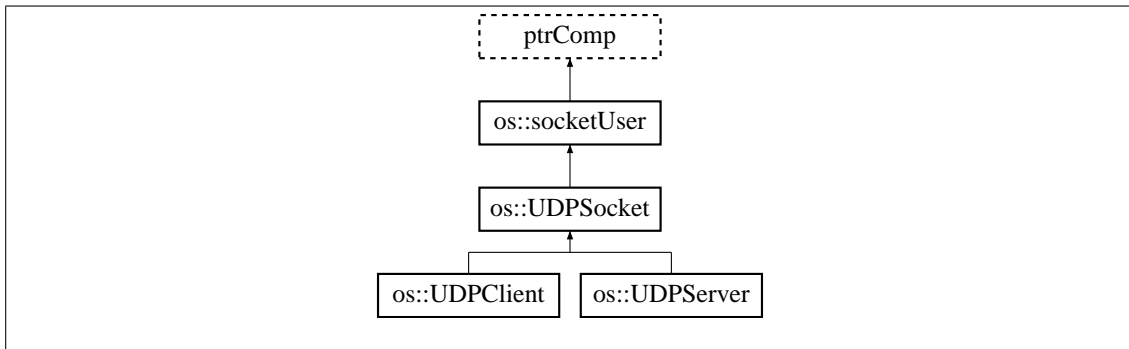 ptrComp
os::socketUser
os::UDPSocket
os::UDPClient os::UDPServer